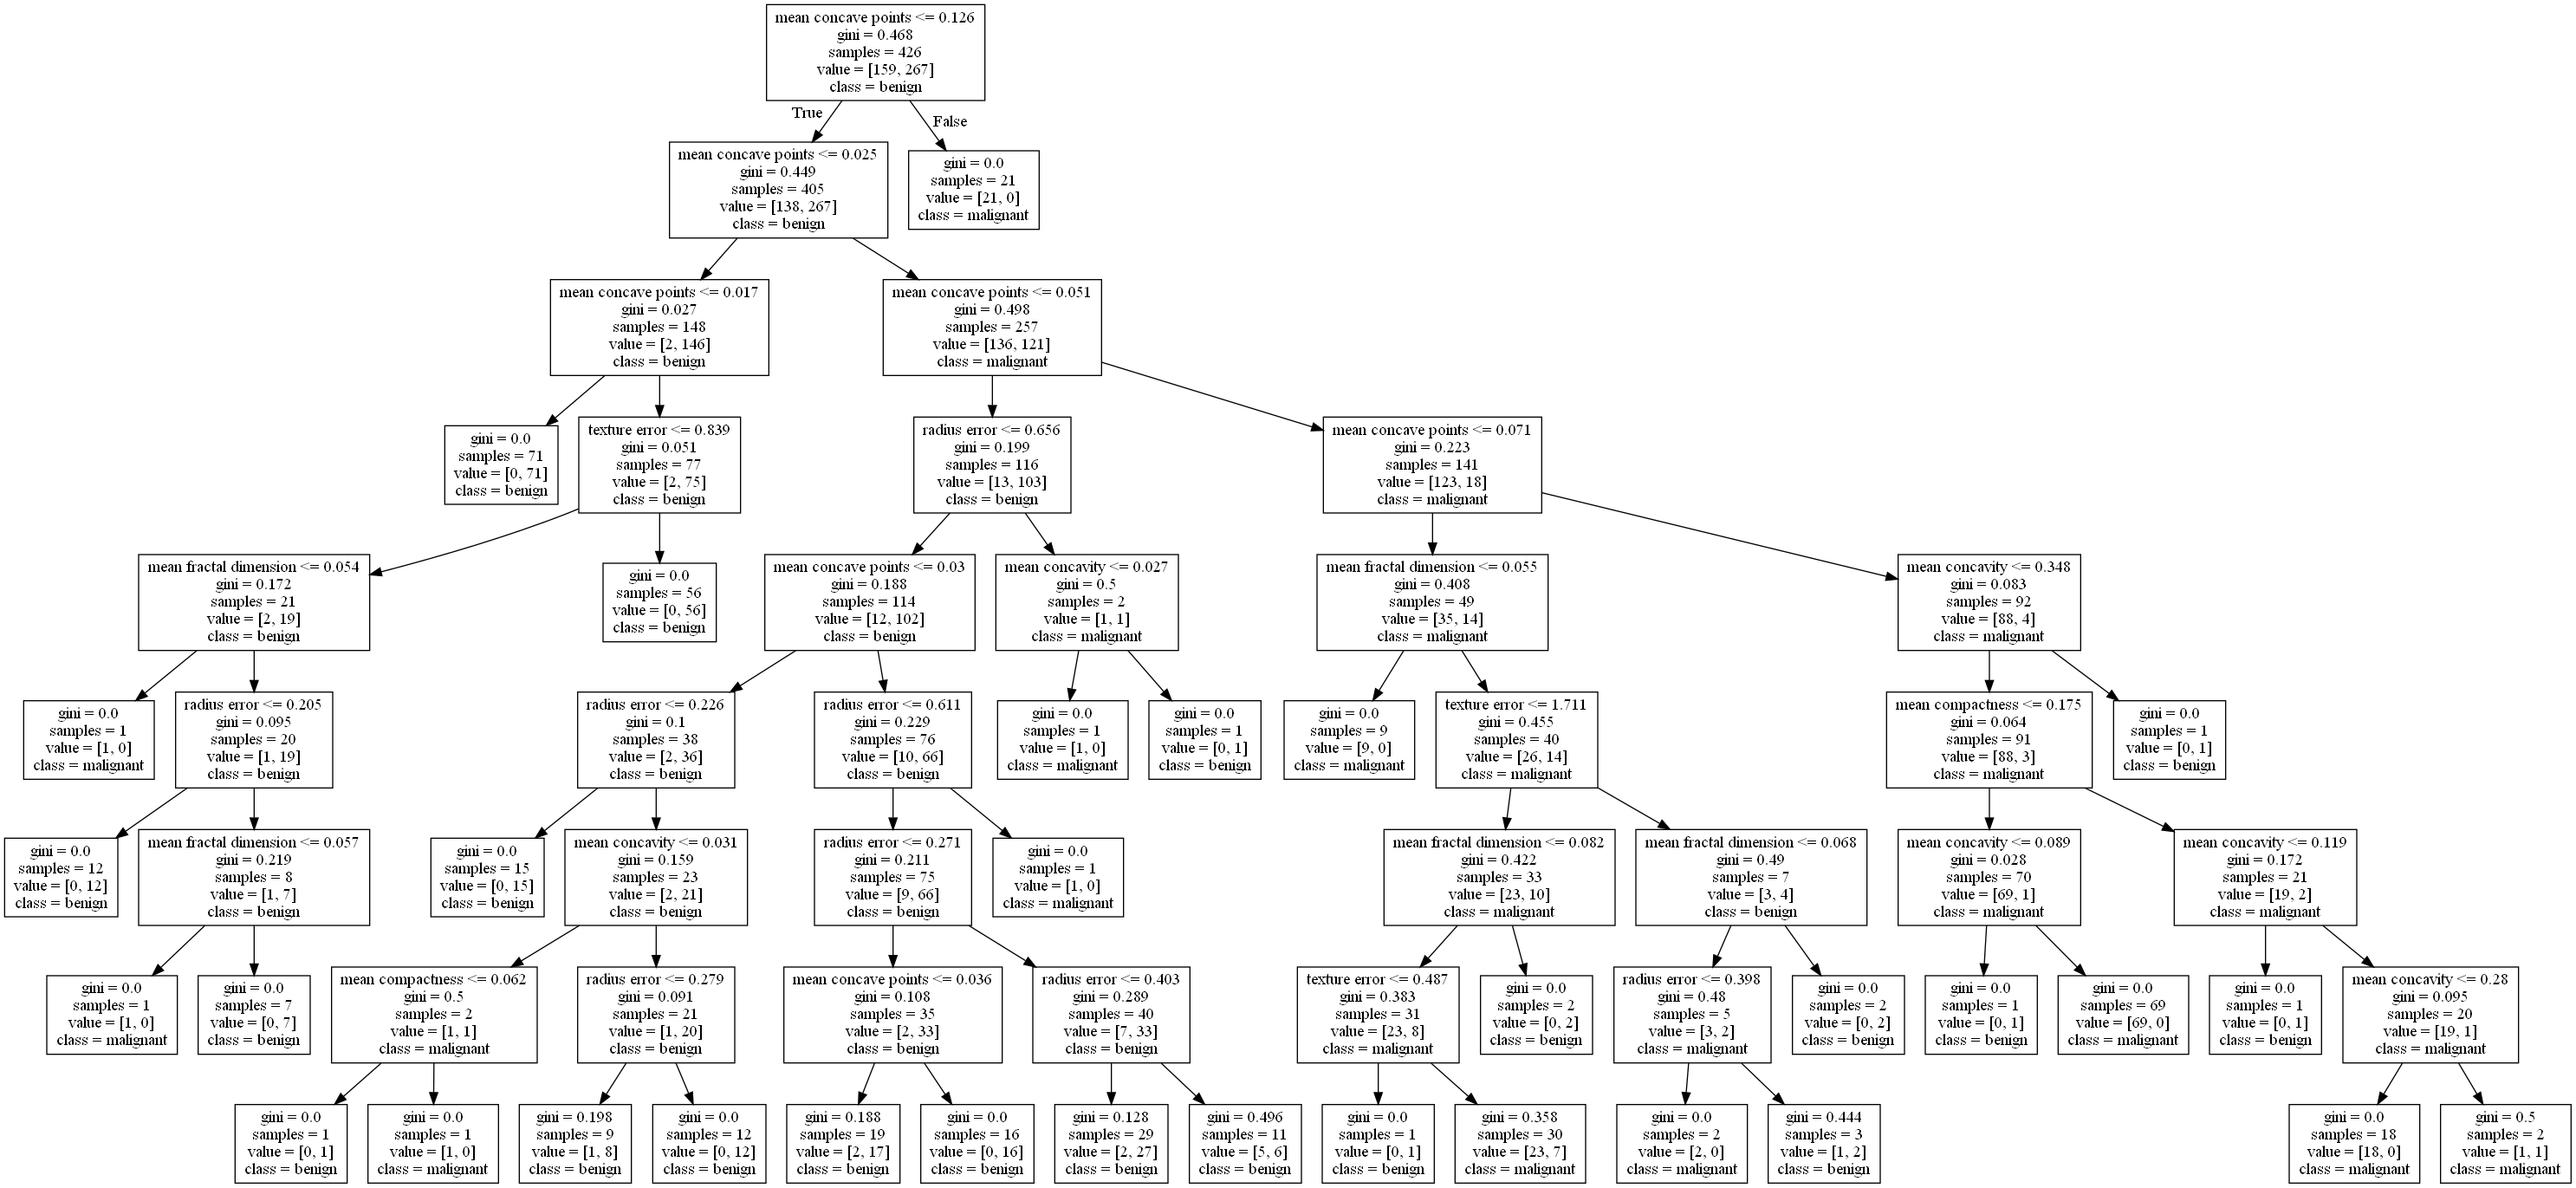 mean concave points <= 0.126
gini = 0.468
samples = 426
value = [159, 267]
class = benign
True
False
mean concave points <= 0.025
gini = 0.449
samples = 405
value = [138, 267]
class = benign
gini = 0.0
samples = 21
value = [21, 0]
class = malignant
mean concave points <= 0.017
gini = 0.027
samples = 148
value = [2, 146]
class = benign
mean concave points <= 0.051
gini = 0.498
samples = 257
value = [136, 121]
class = malignant
gini = 0.0
samples = 71
value = [0, 71]
class = benign
texture error <= 0.839
gini = 0.051
samples = 77
value = [2, 75]
class = benign
radius error <= 0.656
gini = 0.199
samples = 116
value = [13, 103]
class = benign
mean concave points <= 0.071
gini = 0.223
samples = 141
value = [123, 18]
class = malignant
mean fractal dimension <= 0.054
gini = 0.172
samples = 21
value = [2, 19]
class = benign
gini = 0.0
samples = 56
value = [0, 56]
class = benign
mean concave points <= 0.03
gini = 0.188
samples = 114
value = [12, 102]
class = benign
mean concavity <= 0.027
gini = 0.5
samples = 2
value = [1, 1]
class = malignant
mean fractal dimension <= 0.055
gini = 0.408
samples = 49
value = [35, 14]
class = malignant
mean concavity <= 0.348
gini = 0.083
samples = 92
value = [88, 4]
class = malignant
gini = 0.0
samples = 1
value = [1, 0]
class = malignant
radius error <= 0.205
gini = 0.095
samples = 20
value = [1, 19]
class = benign
radius error <= 0.226
gini = 0.1
samples = 38
value = [2, 36]
class = benign
radius error <= 0.611
gini = 0.229
samples = 76
value = [10, 66]
class = benign
gini = 0.0
samples = 1
value = [1, 0]
class = malignant
gini = 0.0
samples = 1
value = [0, 1]
class = benign
gini = 0.0
samples = 9
value = [9, 0]
class = malignant
texture error <= 1.711
gini = 0.455
samples = 40
value = [26, 14]
class = malignant
mean compactness <= 0.175
gini = 0.064
samples = 91
value = [88, 3]
class = malignant
gini = 0.0
samples = 1
value = [0, 1]
class = benign
gini = 0.0
samples = 12
value = [0, 12]
class = benign
mean fractal dimension <= 0.057
gini = 0.219
samples = 8
value = [1, 7]
class = benign
gini = 0.0
samples = 15
value = [0, 15]
class = benign
mean concavity <= 0.031
gini = 0.159
samples = 23
value = [2, 21]
class = benign
radius error <= 0.271
gini = 0.211
samples = 75
value = [9, 66]
class = benign
gini = 0.0
samples = 1
value = [1, 0]
class = malignant
mean fractal dimension <= 0.082
gini = 0.422
samples = 33
value = [23, 10]
class = malignant
mean fractal dimension <= 0.068
gini = 0.49
samples = 7
value = [3, 4]
class = benign
mean concavity <= 0.089
gini = 0.028
samples = 70
value = [69, 1]
class = malignant
mean concavity <= 0.119
gini = 0.172
samples = 21
value = [19, 2]
class = malignant
gini = 0.0
samples = 1
value = [1, 0]
class = malignant
gini = 0.0
samples = 7
value = [0, 7]
class = benign
mean compactness <= 0.062
gini = 0.5
samples = 2
value = [1, 1]
class = malignant
radius error <= 0.279
gini = 0.091
samples = 21
value = [1, 20]
class = benign
mean concave points <= 0.036
gini = 0.108
samples = 35
value = [2, 33]
class = benign
radius error <= 0.403
gini = 0.289
samples = 40
value = [7, 33]
class = benign
texture error <= 0.487
gini = 0.383
samples = 31
value = [23, 8]
class = malignant
gini = 0.0
samples = 2
value = [0, 2]
class = benign
radius error <= 0.398
gini = 0.48
samples = 5
value = [3, 2]
class = malignant
gini = 0.0
samples = 2
value = [0, 2]
class = benign
gini = 0.0
samples = 1
value = [0, 1]
class = benign
gini = 0.0
samples = 69
value = [69, 0]
class = malignant
gini = 0.0
samples = 1
value = [0, 1]
class = benign
mean concavity <= 0.28
gini = 0.095
samples = 20
value = [19, 1]
class = malignant
gini = 0.0
samples = 1
value = [0, 1]
class = benign
gini = 0.0
samples = 1
value = [1, 0]
class = malignant
gini = 0.198
samples = 9
value = [1, 8]
class = benign
gini = 0.0
samples = 12
value = [0, 12]
class = benign
gini = 0.188
samples = 19
value = [2, 17]
class = benign
gini = 0.0
samples = 16
value = [0, 16]
class = benign
gini = 0.128
samples = 29
value = [2, 27]
class = benign
gini = 0.496
samples = 11
value = [5, 6]
class = benign
gini = 0.0
samples = 1
value = [0, 1]
class = benign
gini = 0.358
samples = 30
value = [23, 7]
class = malignant
gini = 0.0
samples = 2
value = [2, 0]
class = malignant
gini = 0.444
samples = 3
value = [1, 2]
class = benign
gini = 0.0
samples = 18
value = [18, 0]
class = malignant
gini = 0.5
samples = 2
value = [1, 1]
class = malignant